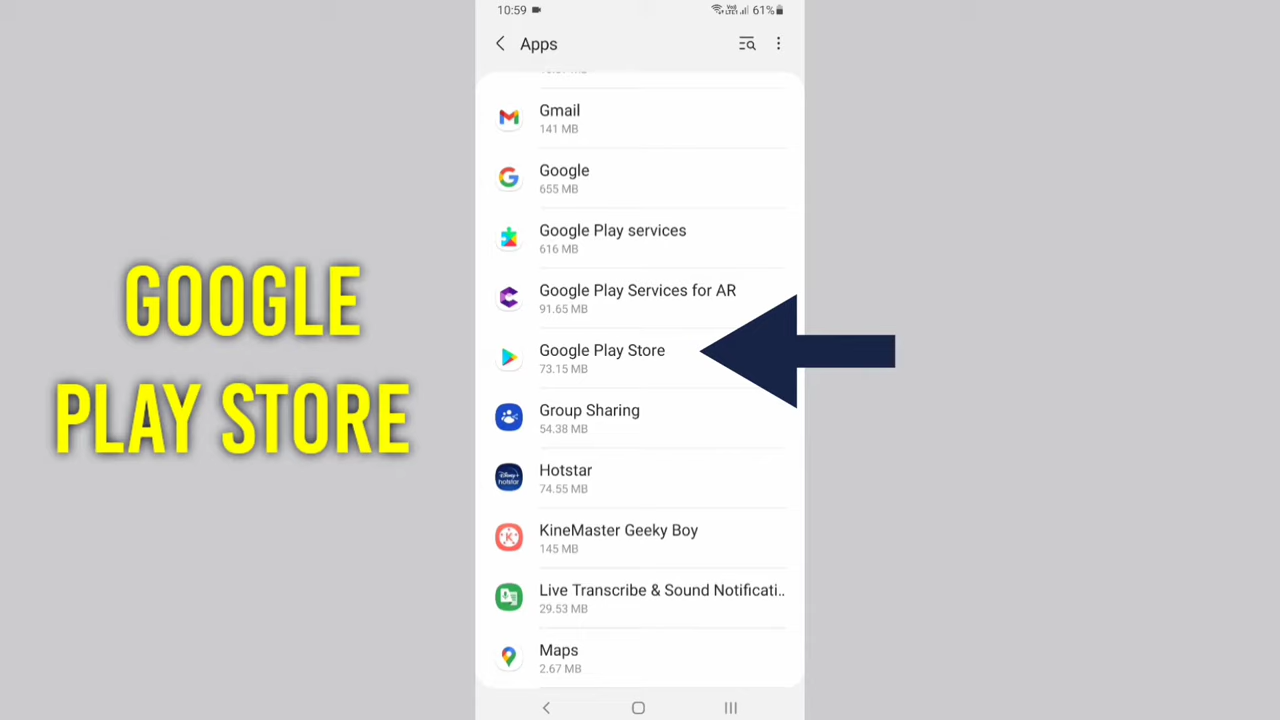 10:59
61%
Apps
Gmail
141 MB
Google
655 MB
Google Play services
616 MB
Google Play Services for AR
91.65 MB
GOOGLE
PLAY STORE
Google Play Store
73.15 MB
Group Sharing
54.38 MB
Hotstar
74.55 MB
KineMaster Geeky Boy
145 MB
Live Transcribe & Sound Notificati..
29.53 MB
Maps
2.67 MB